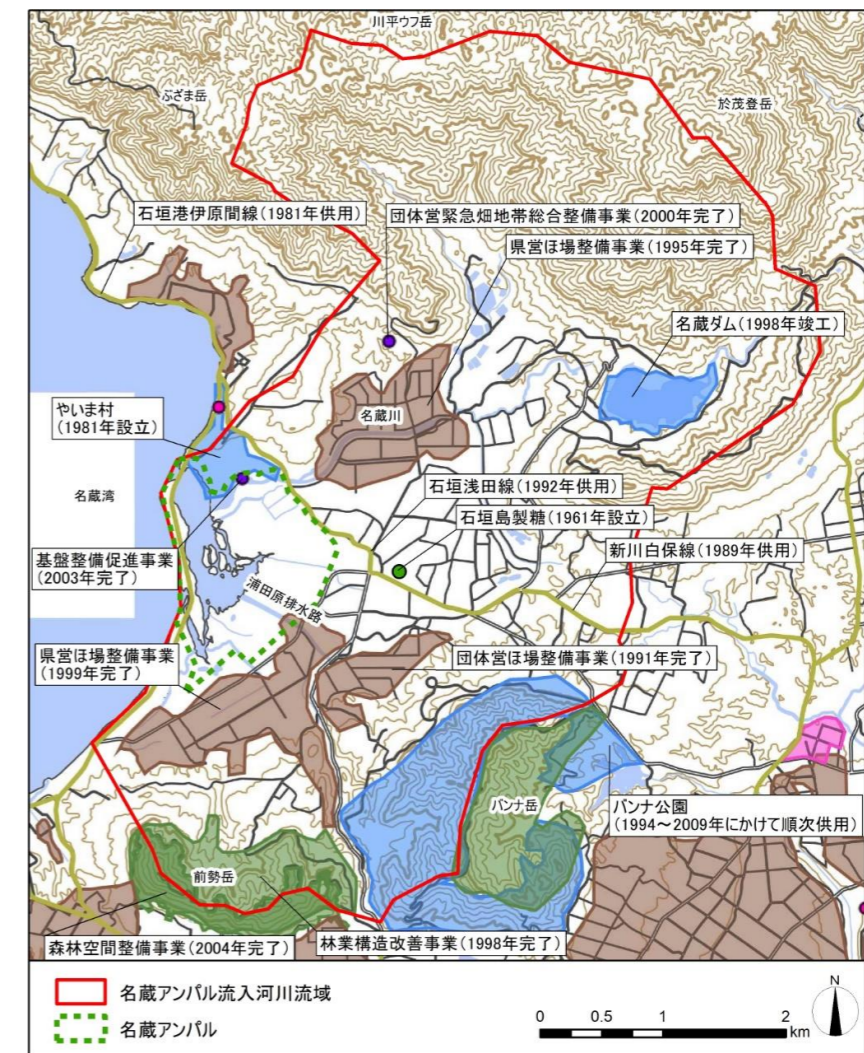 川平ウフ岳
ぶざま岳
於茂登岳
石垣港伊原間線(1981年供用)
団体営緊急畑地帯総合整備事業(2000年完了)
県営ほ場整備事業(1995年完了)
名蔵ダム(1998年竣工)
やいま村
(1981年設立)
名蔵川
名蔵湾
石垣浅田線(1992年供用)
石垣島製糖(1961年設立)
新川白保線(1989年供用)
基盤整備促進事業
(2003年完了)
浦田原排水路
県営ほ場整備事業
(1999年完了)
団体営ほ場整備事業(1991年完了)
バンナ岳
バンナ公園
(1994~2009年にかけて順次供用)
前勢岳
森林空間整備事業(2004年完了)
林業構造改善事業(1998年完了)
名蔵アンパル流入河川流域
名蔵アンパル
0 0.5 1 2
km
N